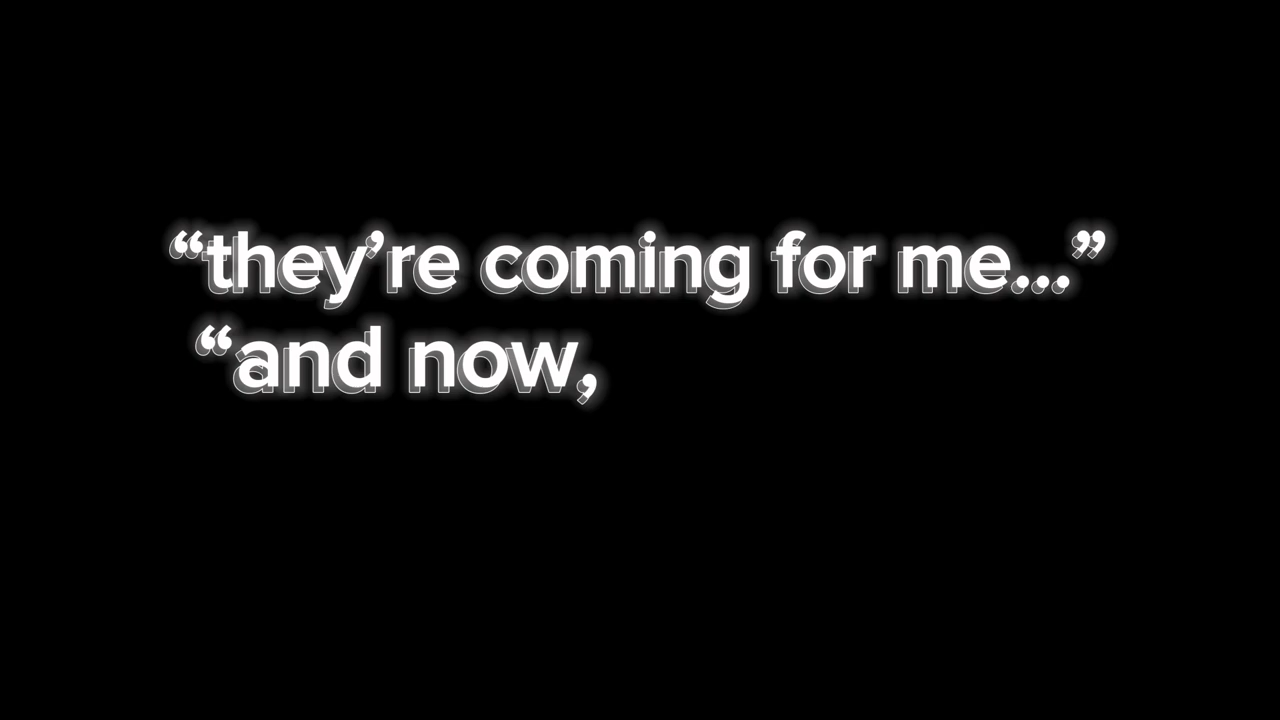 “they’re coming for me...”
“and now,